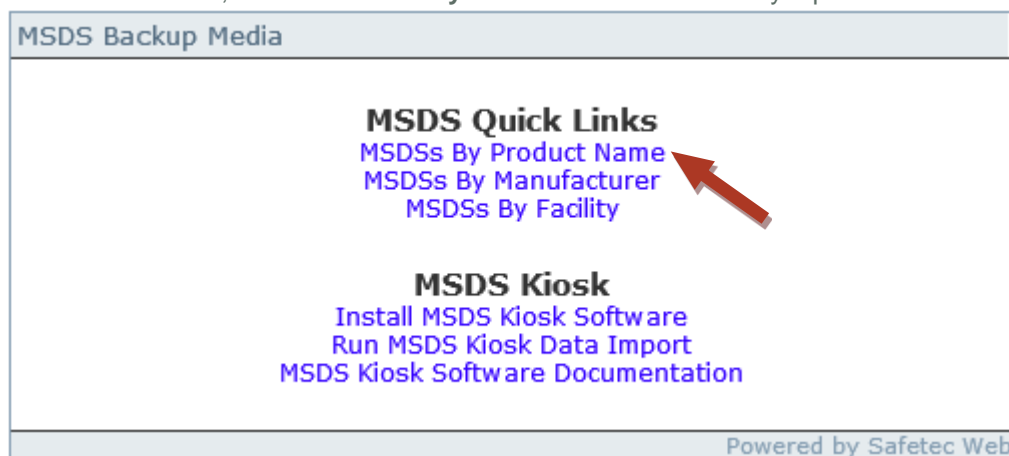 MSDS Backup Media
MSDS Quick Links
MSDSs By Product Name
MSDSs By Manufacturer
MSDSs By Facility
MSDS Kiosk
Install MSDS Kiosk Software
Run MSDS Kiosk Data Import
MSDS Kiosk Software Documentation
Powered by Safetec Web